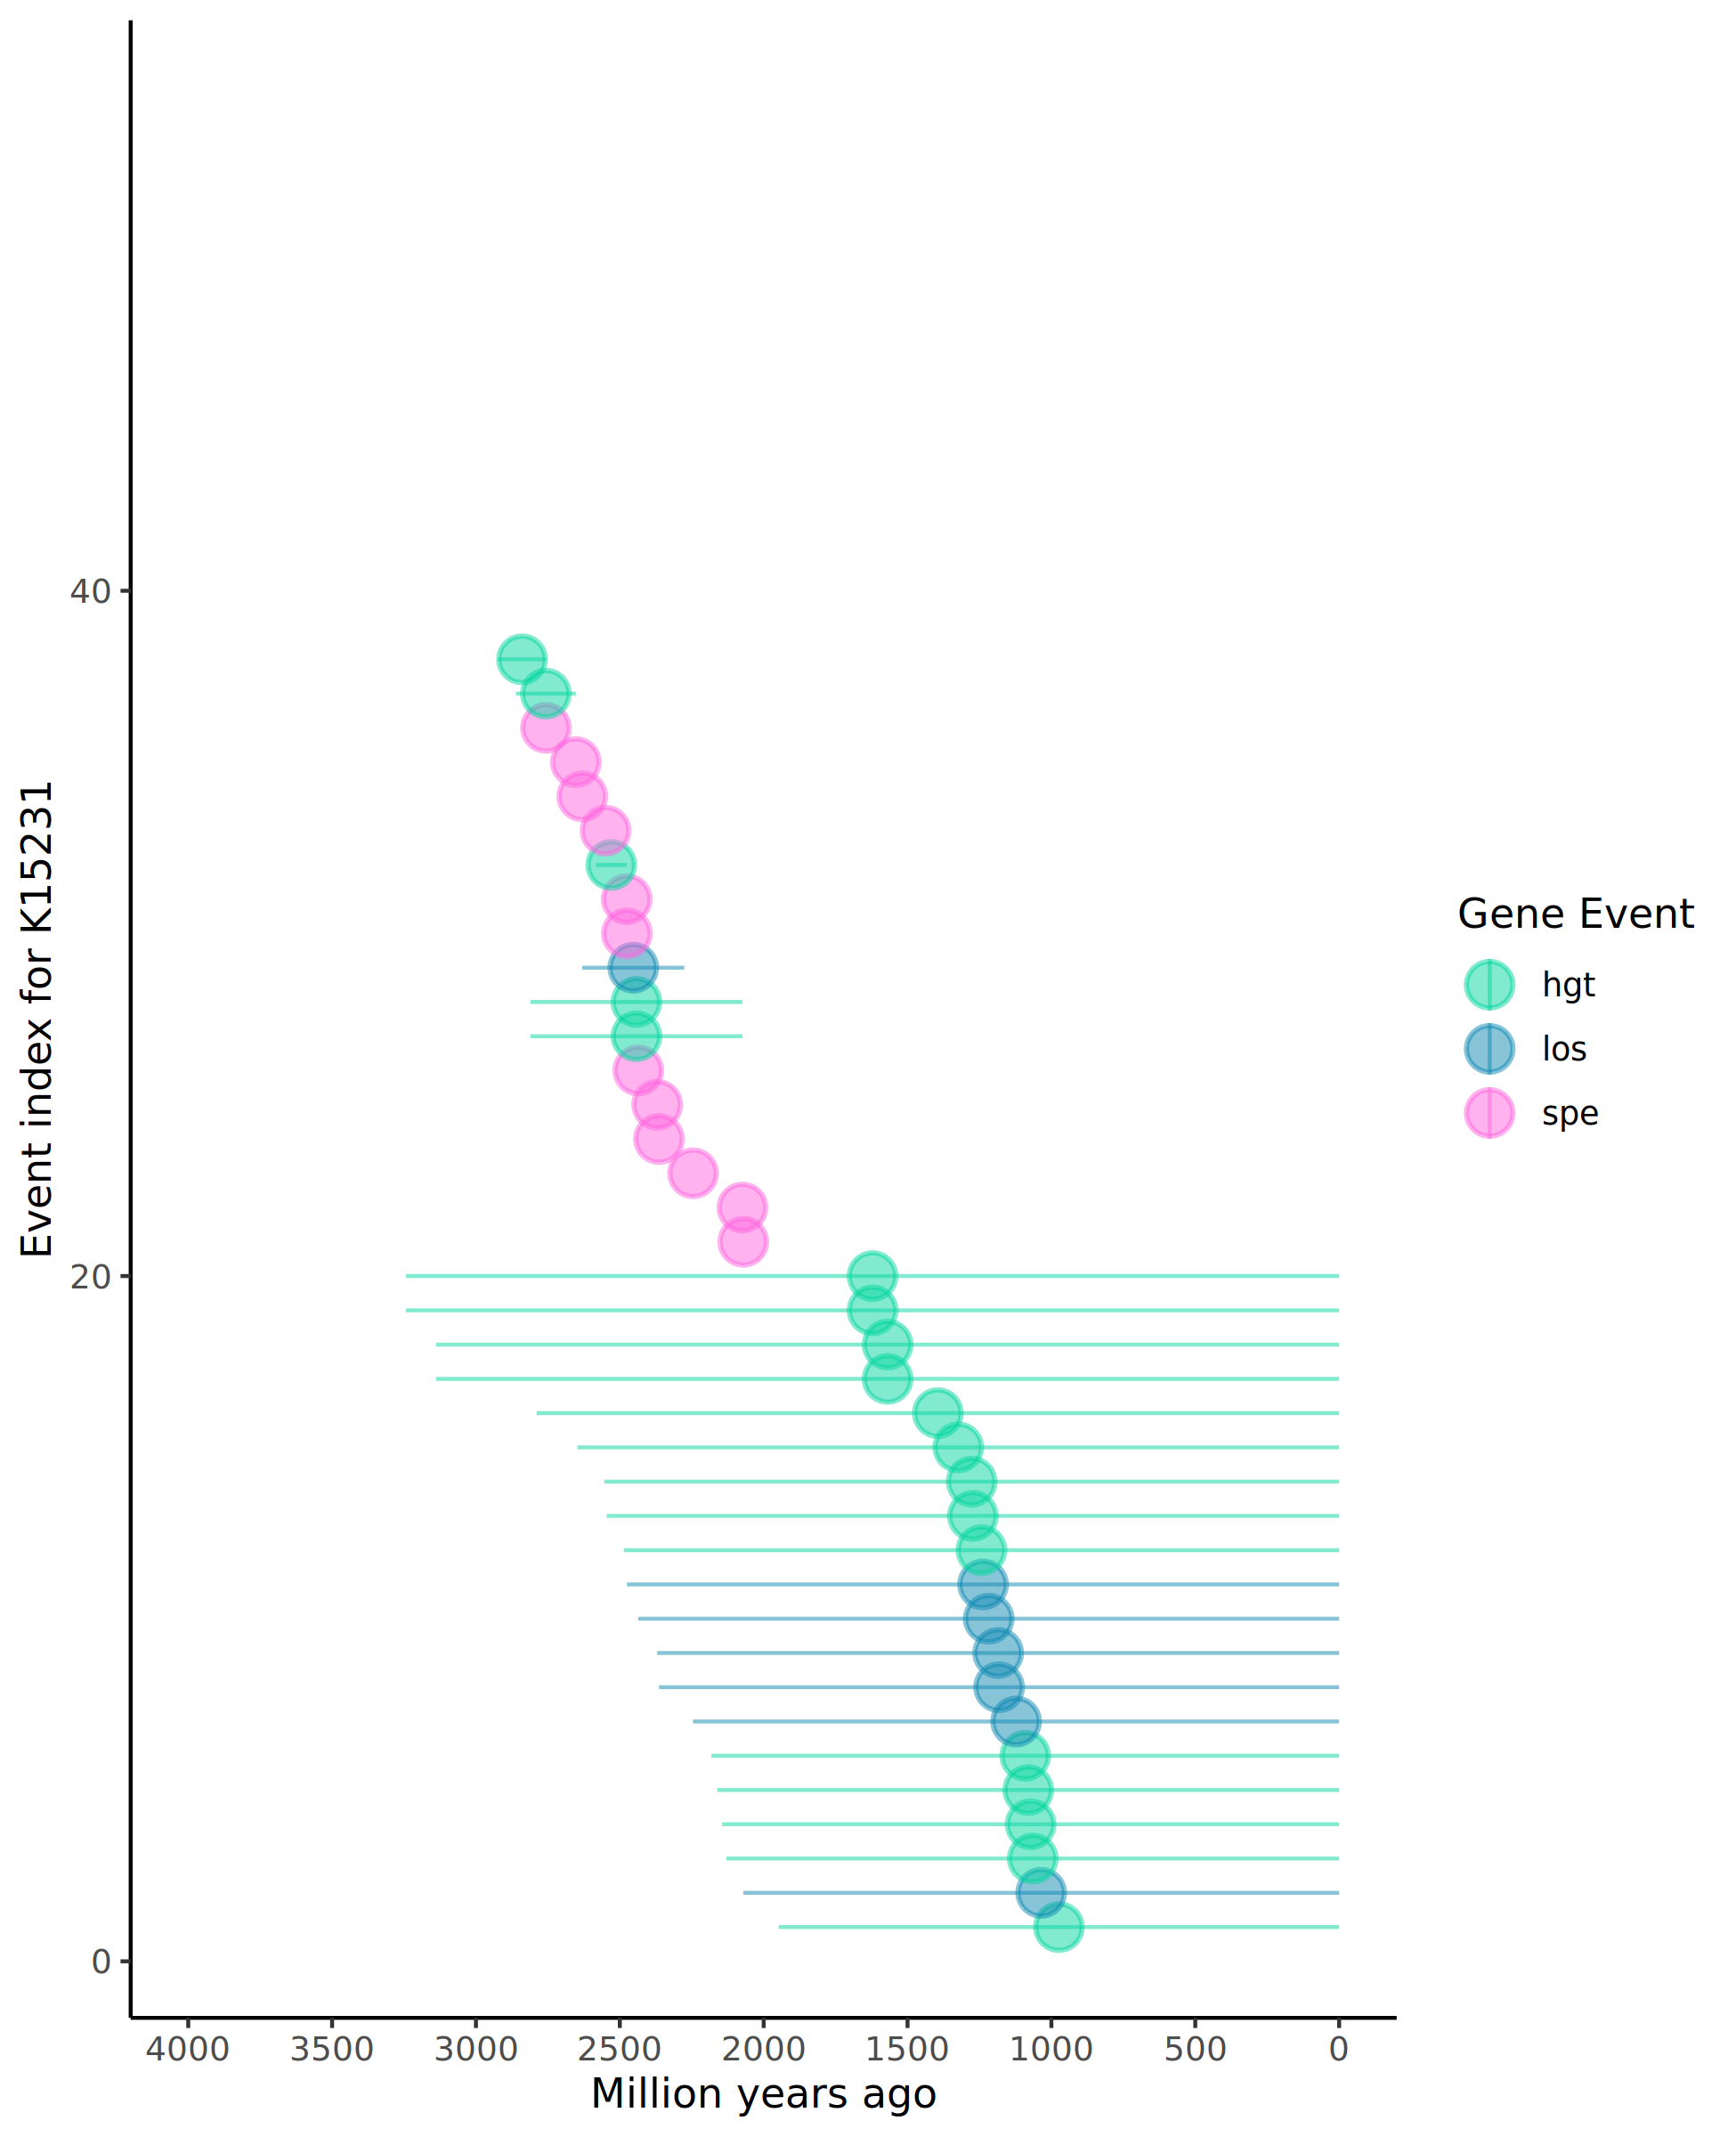 Event index for K15231
40
20
0
4000 3500 3000 2500 2000 1500 1000 500 0
Million years ago
Gene Event
hgt
los
spe